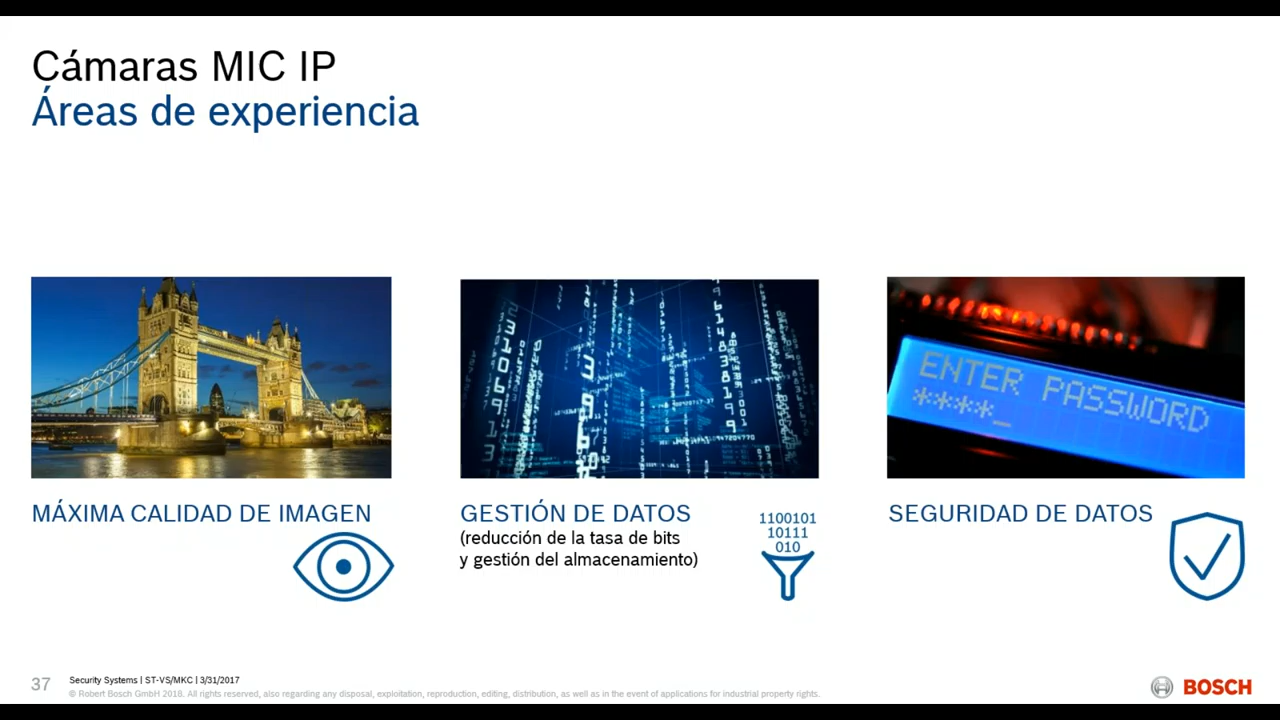 Cámaras MIC IP
Áreas de experiencia
ENTER PASSWORD
****_
MÁXIMA CALIDAD DE IMAGEN
GESTIÓN DE DATOS
(reducción de la tasa de bits
y gestión del almacenamiento)
1100101
10111
010
SEGURIDAD DE DATOS
37
Security Systems | ST-VS/MKC | 3/31/2017
© Robert Bosch GmbH 2018. All rights reserved, also regarding any disposal, exploitation, reproduction, editing, distribution, as well as in the event of applications for industrial property rights.
BOSCH